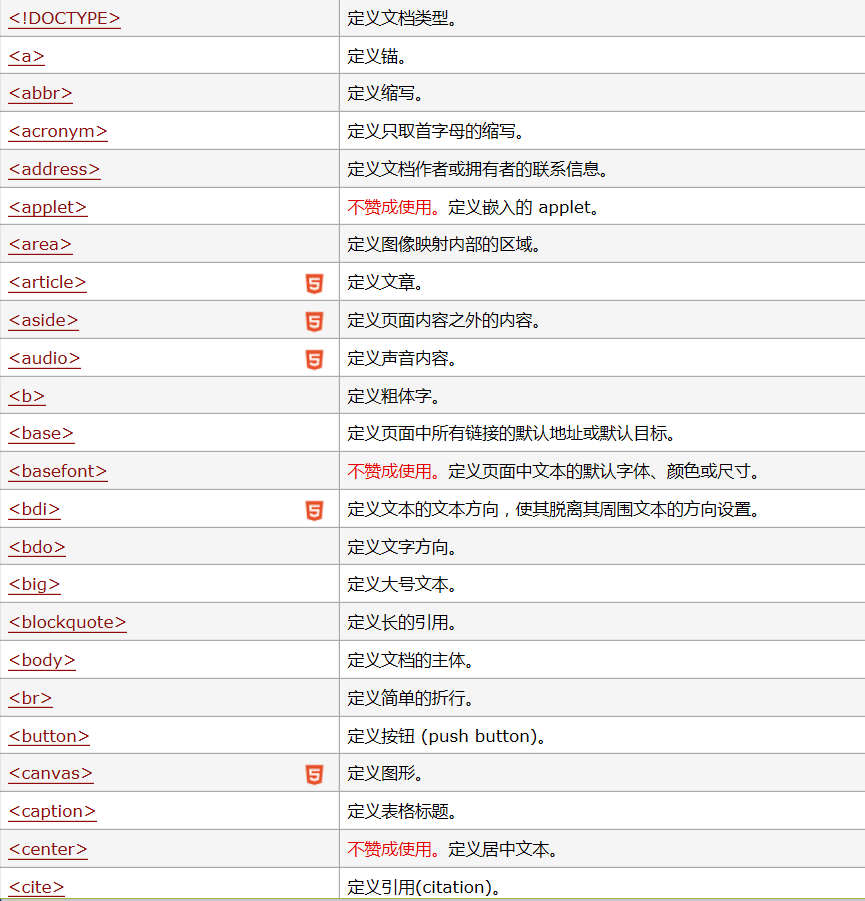 <!DOCTYPE> 定义文档类型。
<a> 定义锚。
<abbr> 定义缩写。
<acronym> 定义只取首字母的缩写。
<address> 定义文档作者或拥有者的联系信息。
<applet> 不赞成使用。定义嵌入的 applet。
<area> 定义图像映射内部的区域。
<article> 5 定义文章。
<aside> 5 定义页面内容之外的内容。
<audio> 5 定义声音内容。
<b> 定义粗体字。
<base> 定义页面中所有链接的默认地址或默认目标。
<basefont> 不赞成使用。定义页面中文本的默认字体、颜色或尺寸。
<bdi> 5 定义文本的文本方向，使其脱离其周围文本的方向设置。
<bdo> 定义文字方向。
<big> 定义大号文本。
<blockquote> 定义长的引用。
<body> 定义文档的主体。
<br> 定义简单的折行。
<button> 定义按钮 (push button)。
<canvas> 5 定义图形。
<caption> 定义表格标题。
<center> 不赞成使用。定义居中文本。
<cite> 定义引用(citation)。